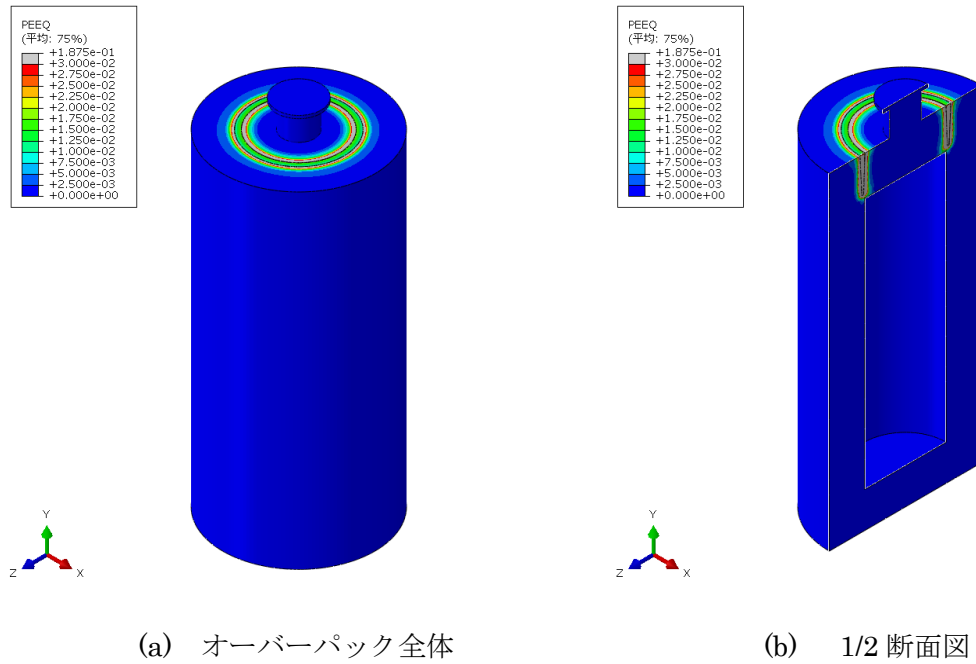 PEEQ
(平均: 75%)
+1.875e-01
+3.000e-02
+2.750e-02
+2.500e-02
+2.250e-02
+2.000e-02
+1.750e-02
+1.500e-02
+1.250e-02
+1.000e-02
+7.500e-03
+5.000e-03
+2.500e-03
+0.000e+00
Y
Z
X
(a) オーバーパック全体
PEEQ
(平均: 75%)
+1.875e-01
+3.000e-02
+2.750e-02
+2.500e-02
+2.250e-02
+2.000e-02
+1.750e-02
+1.500e-02
+1.250e-02
+1.000e-02
+7.500e-03
+5.000e-03
+2.500e-03
+0.000e+00
Y
Z
X
(b) 1/2 断面図